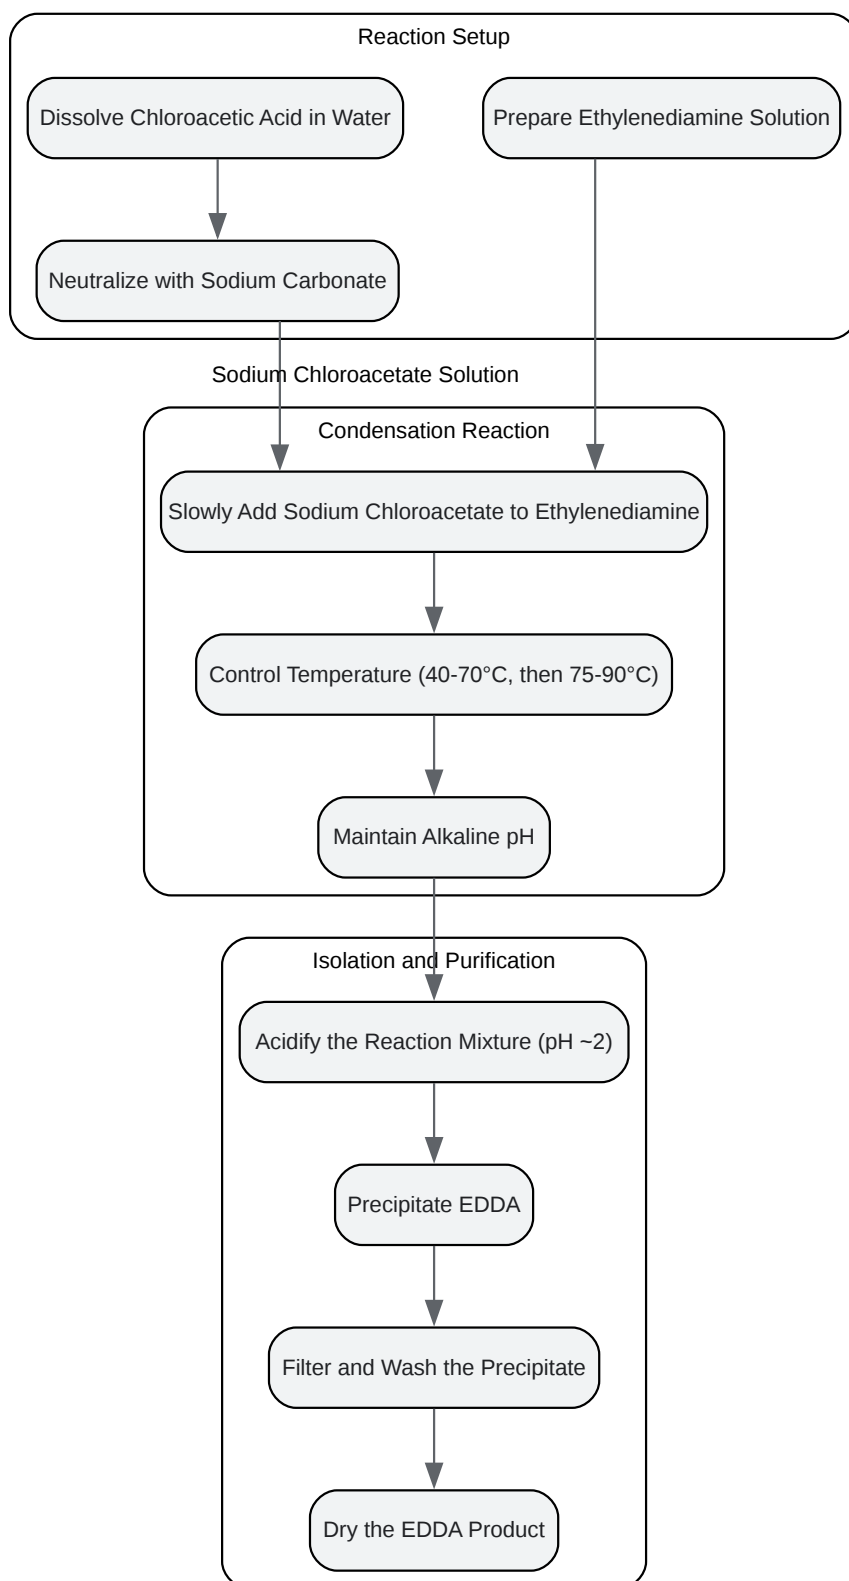 Reaction Setup
Dissolve Chloroacetic Acid in Water
Prepare Ethylenediamine Solution
Neutralize with Sodium Carbonate
Sodium Chloroacetate Solution
Condensation Reaction
Slowly Add Sodium Chloroacetate to Ethylenediamine
Control Temperature (40-70°C, then 75-90°C)
Maintain Alkaline pH
Isolation and Purification
Acidify the Reaction Mixture (pH ~2)
Precipitate EDDA
Filter and Wash the Precipitate
Dry the EDDA Product